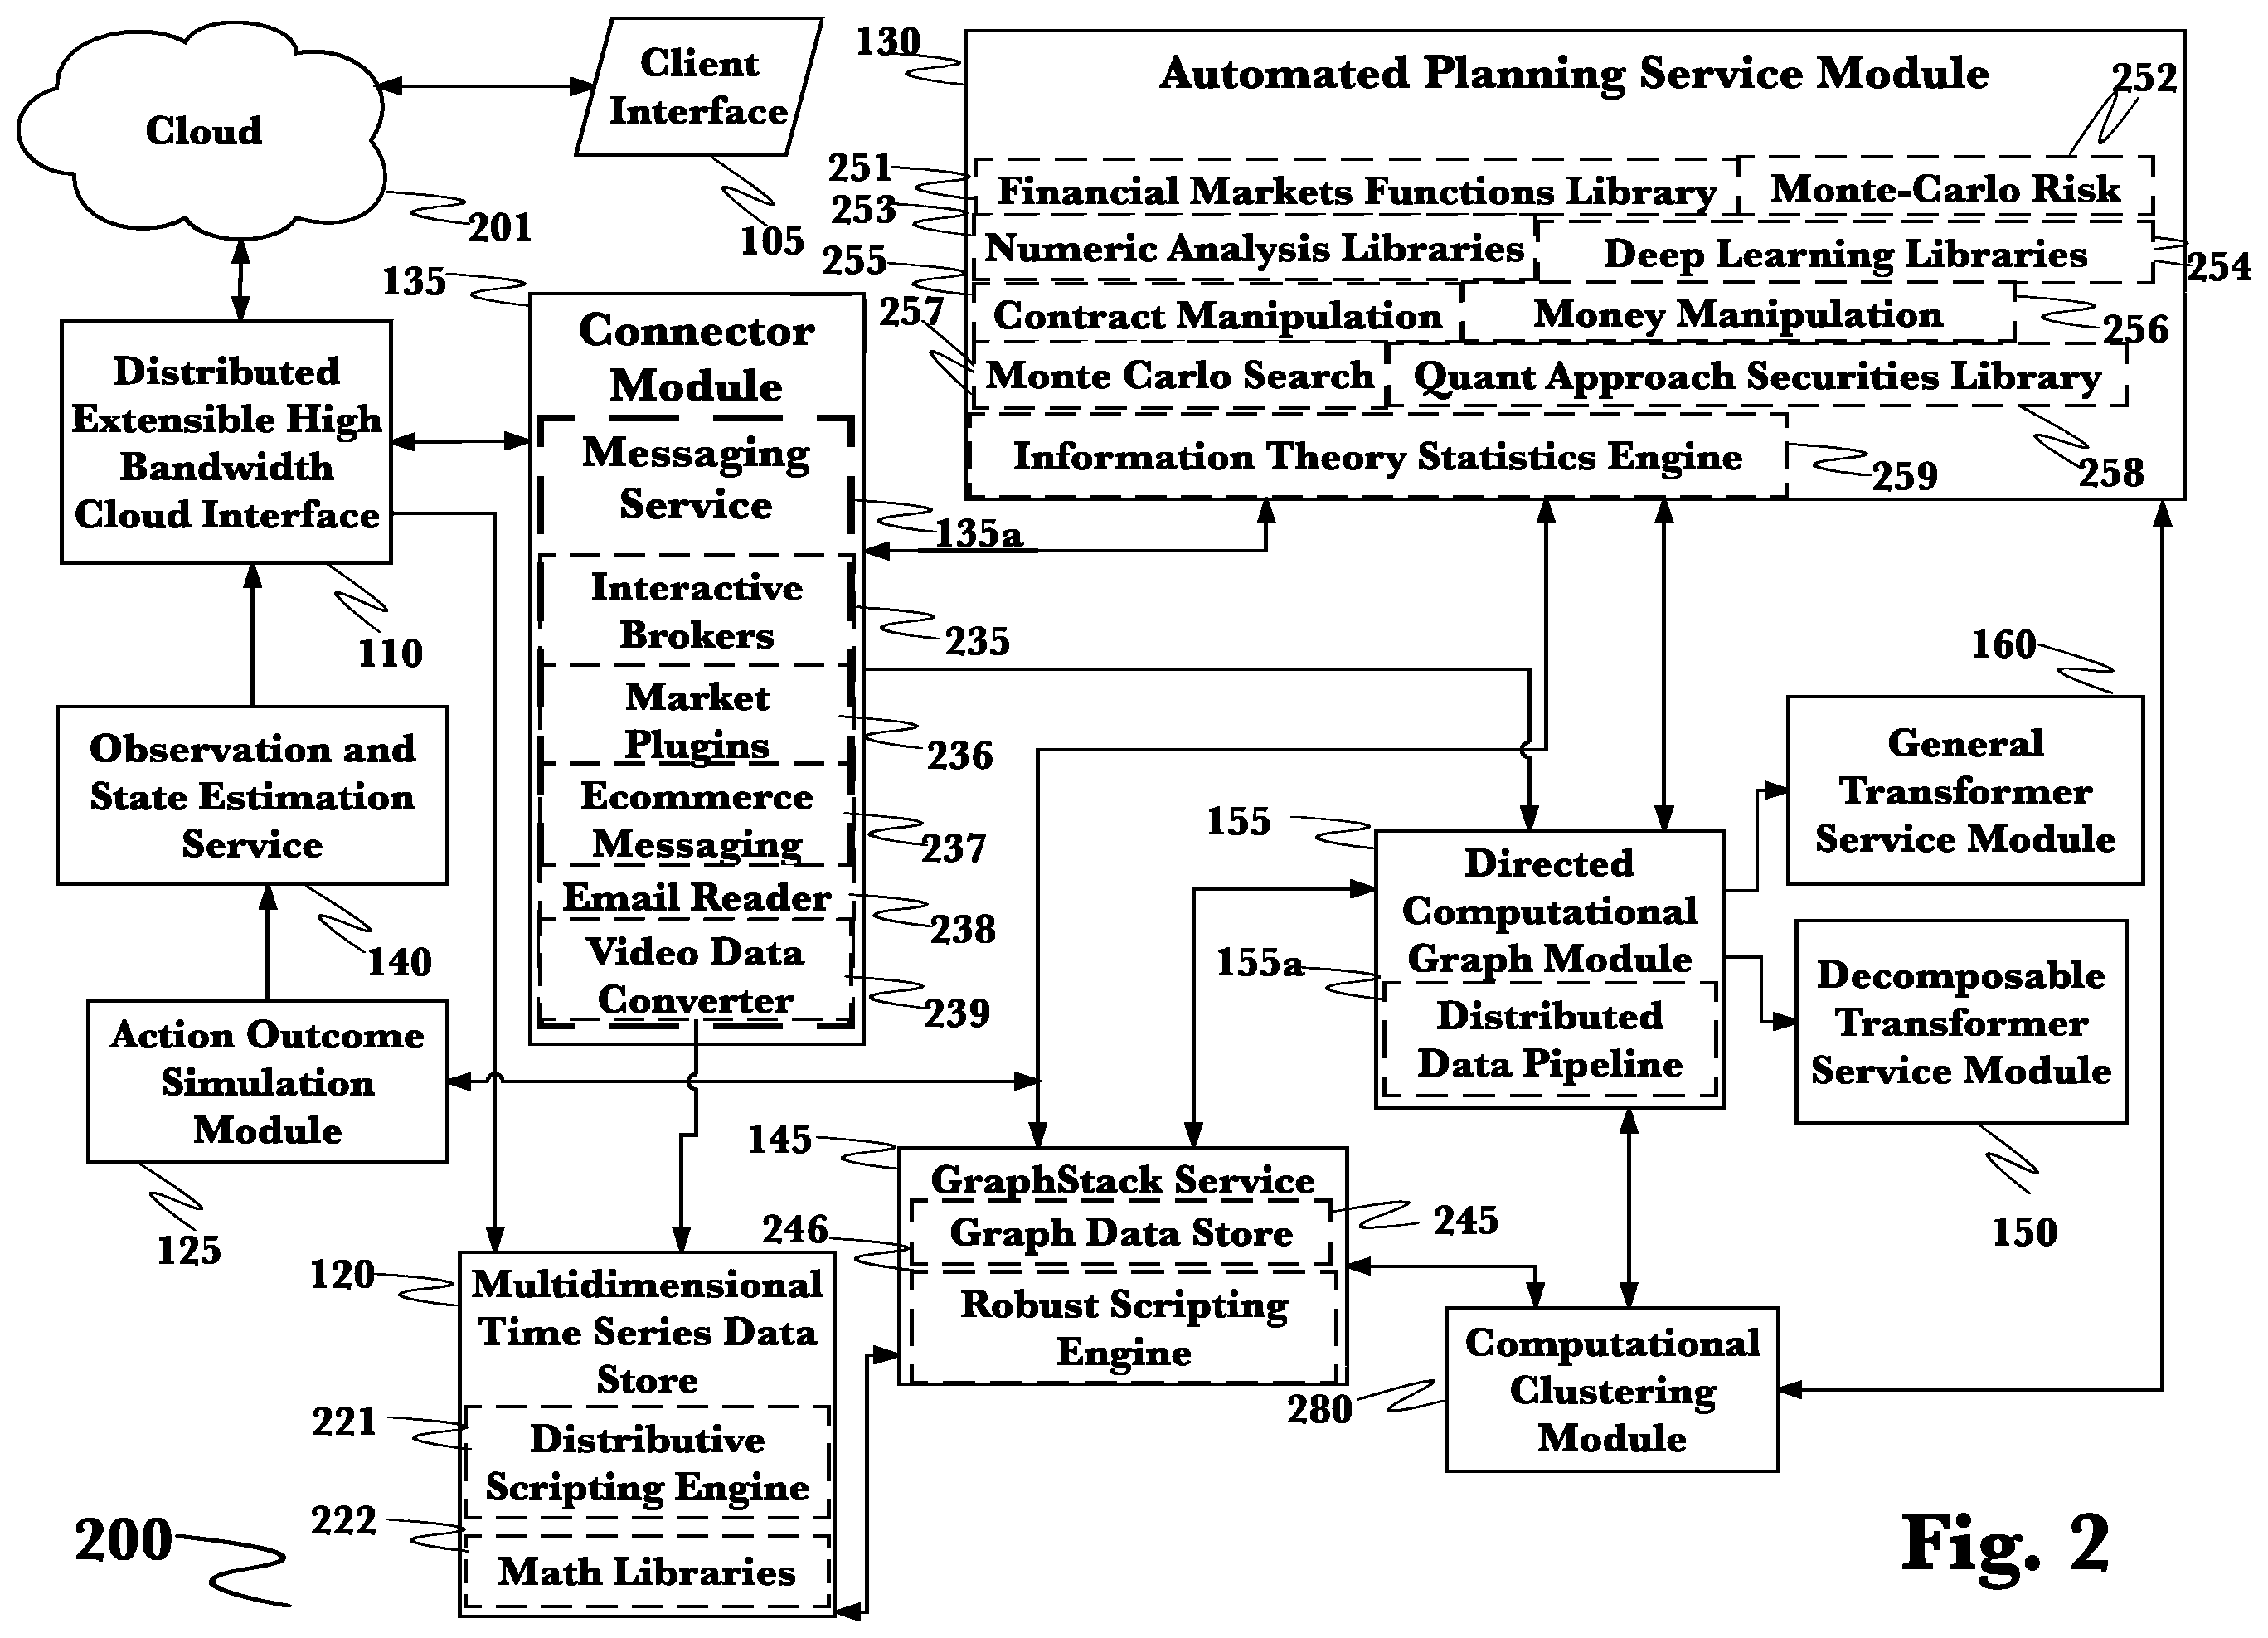 Cloud
201
Client
Interface
105
130
Automated Planning Service Module
252
251
Financial Markets Functions Library
Monte-Carlo Risk
253
Numeric Analysis Libraries
Deep Learning Libraries
254
255
Contract Manipulation
Money Manipulation
256
257
Monte Carlo Search
Quant Approach Securities Library
258
Information Theory Statistics Engine
259
Distributed
Extensible High
Bandwidth
Cloud Interface
110
135
Connector
Module
Messaging
Service
135a
Interactive
Brokers
235
Market
Plugins
236
Ecommerce
Messaging
237
Email Reader
238
Video Data
Converter
239
Observation and
State Estimation
Service
140
Action Outcome
Simulation
Module
125
160
General
Transformer
Service Module
155
Directed
Computational
Graph Module
155a
Distributed
Data Pipeline
Decomposable
Transformer
Service Module
150
145
GraphStack Service
Graph Data Store
245
246
Robust Scripting
Engine
120
Multidimensional
Time Series Data
Store
221
Distributive
Scripting Engine
222
Math Libraries
Computational
Clustering
Module
280
200
Fig. 2